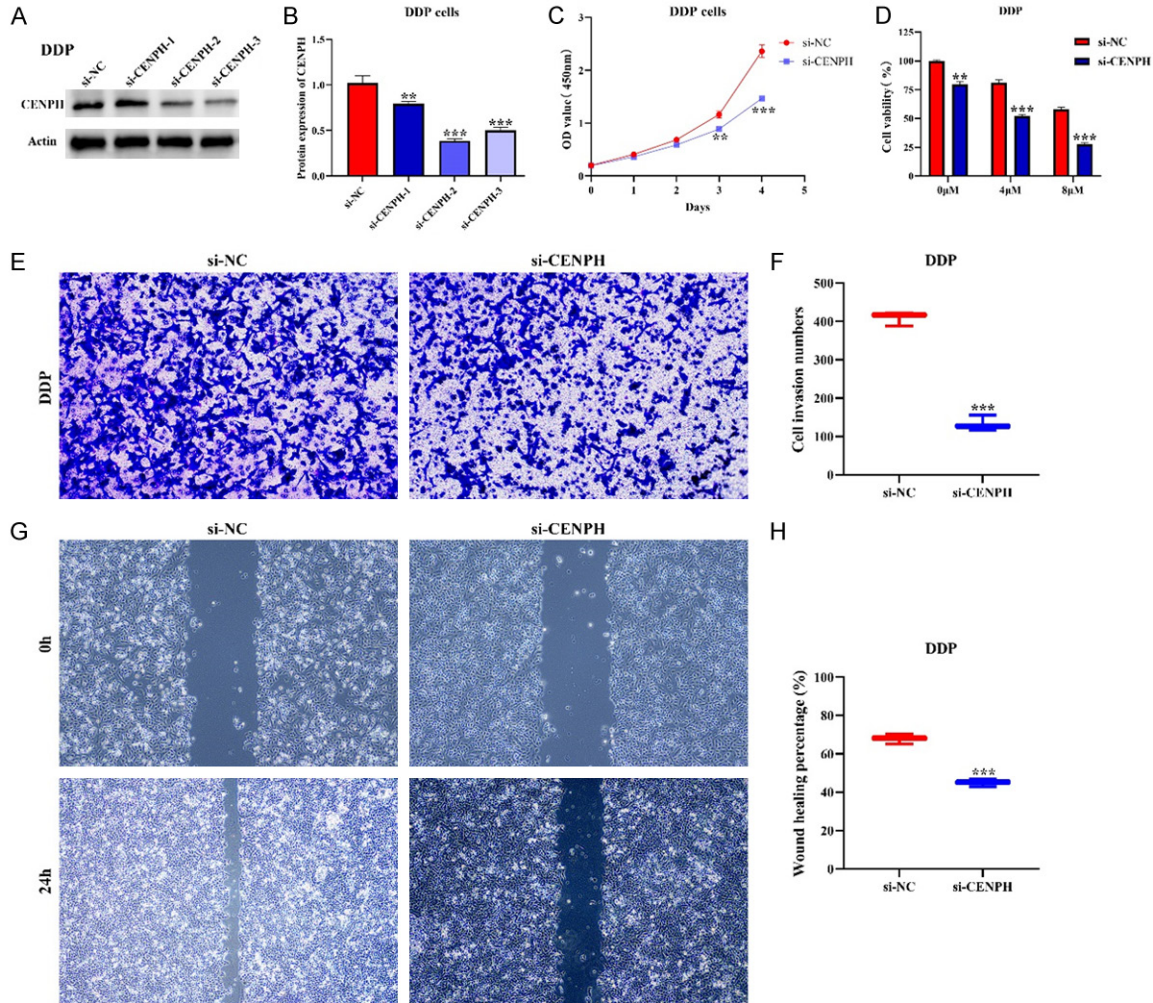 A
DDP
si-NC
si-CENPH-1
si-CENPH-2
si-CENPH-3
CENPH
Actin
B
DDP cells
Protein expression of CENPH
1.5
1.0
0.5
0.0
**
***
***
si-NC
si-CENPH-1
si-CENPH-2
si-CENPH-3
C
DDP cells
OD value( 450nm)
3
2
1
0
0
1
2
3
4
5
Days
**
***
si-NC
si-CENPH
D
DDP
Cell vability( %)
125
75
50
25
0
**
***
***
0μM
4μM
8μM
si-NC
si-CENPH
E
si-NC
si-CENPH
DDP
F
DDP
Cell invasion numbers
500
400
300
200
100
0
***
si-NC
si-CENPH
G
si-NC
si-CENPH
0h
24h
H
DDP
Wound healing percentage (%)
100
80
60
40
20
0
***
si-NC
si-CENPH